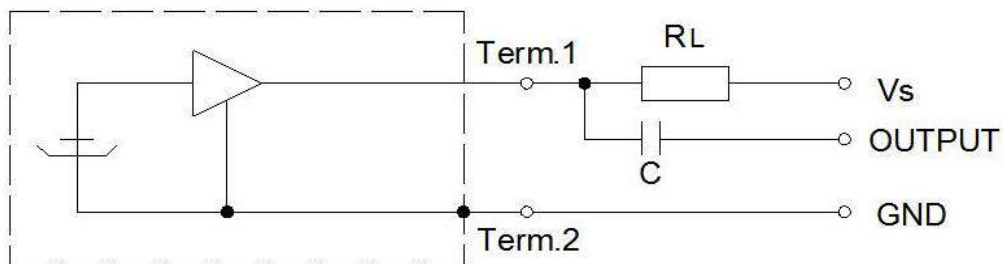 RL
Term.1
Vs
OUTPUT
C
GND
Term.2